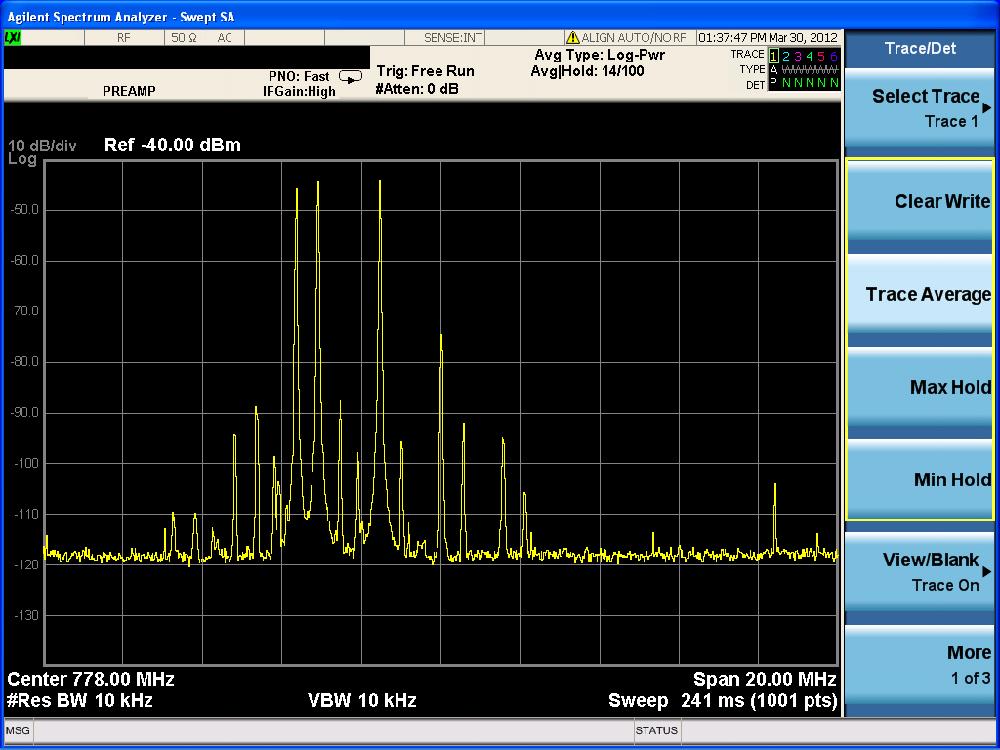 Agilent Spectrum Analyzer - Swept SA
LXI RF 50 Ω AC SENSE:INT ALIGN AUTO/NO RF 01:37:47 PM Mar 30, 2012
PREAMP
PNO: Fast
IFGain:High
Trig: Free Run
#Atten: 0 dB
Avg Type: Log-Pwr
Avg|Hold: 14/100
TRACE 1 2 3 4 5 6
TYPE A WWWWW
DET P N N N N N
10 dB/div Ref -40.00 dBm
Log
-50.0
-60.0
-70.0
-80.0
-90.0
-100
-110
-120
-130
Center 778.00 MHz Span 20.00 MHz
#Res BW 10 kHz VBW 10 kHz Sweep 241 ms (1001 pts)
MSG STATUS
Trace/Det
Select Trace
Trace 1
Clear Write
Trace Average
Max Hold
Min Hold
View/Blank
Trace On
More
1 of 3